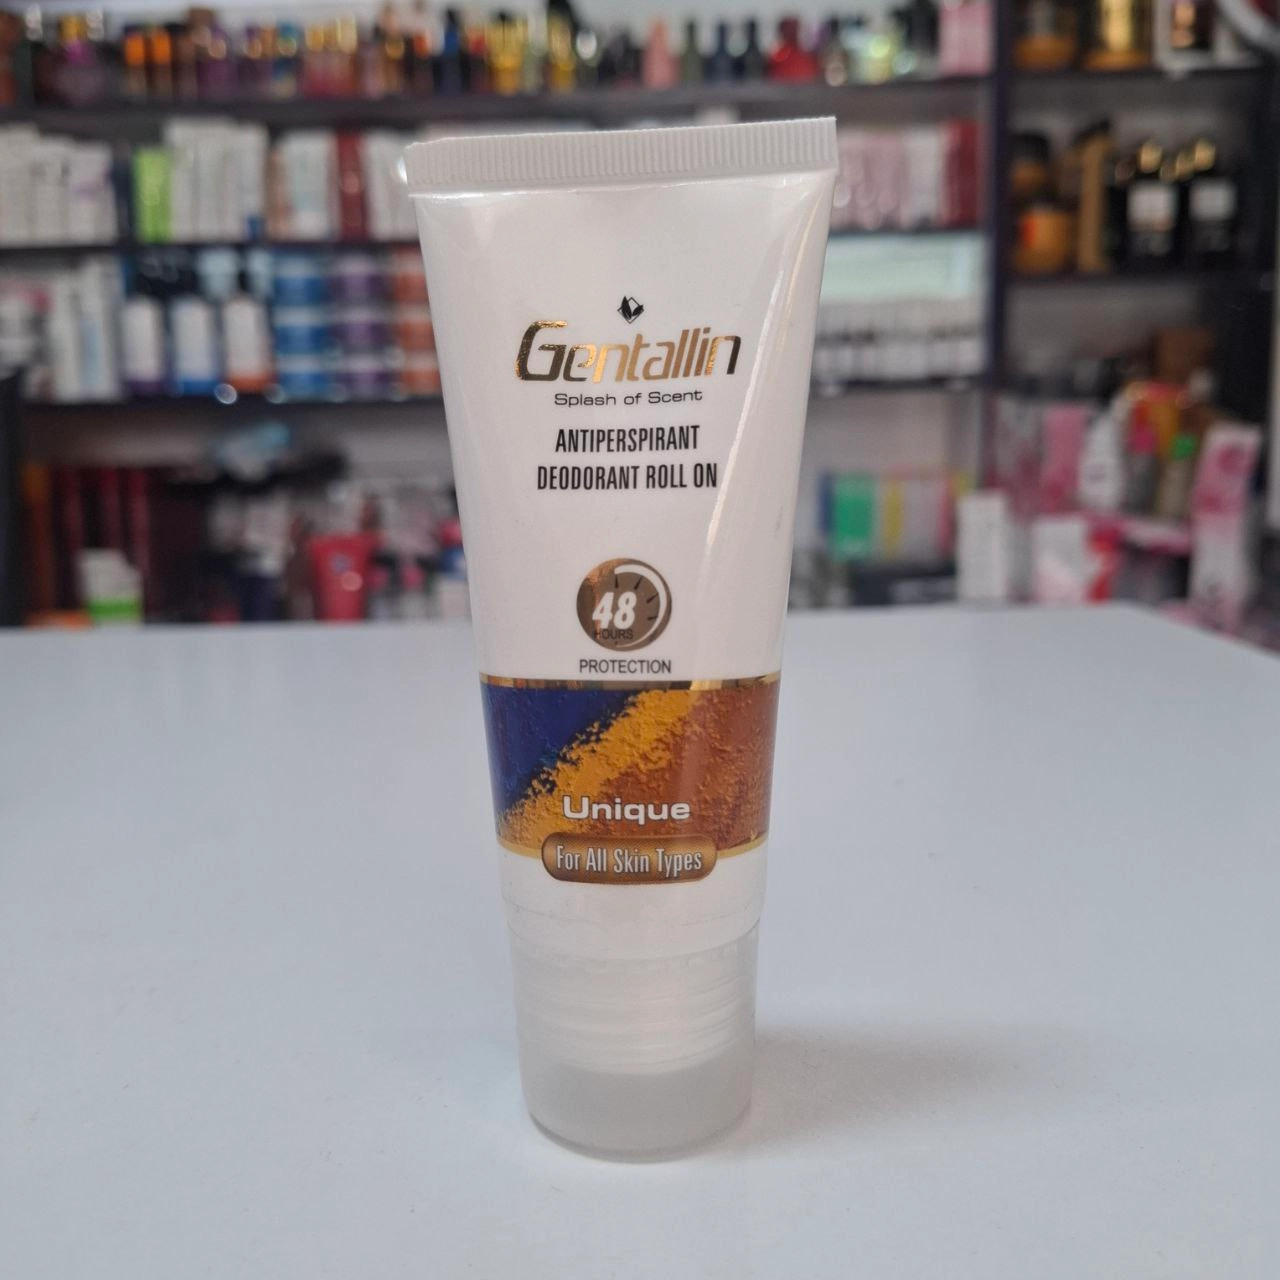 Gentallin
Splash of Scent
ANTIPERSPIRANT
DEODORANT ROLL ON
48
HOURS
PROTECTION
Unique
For All Skin Types